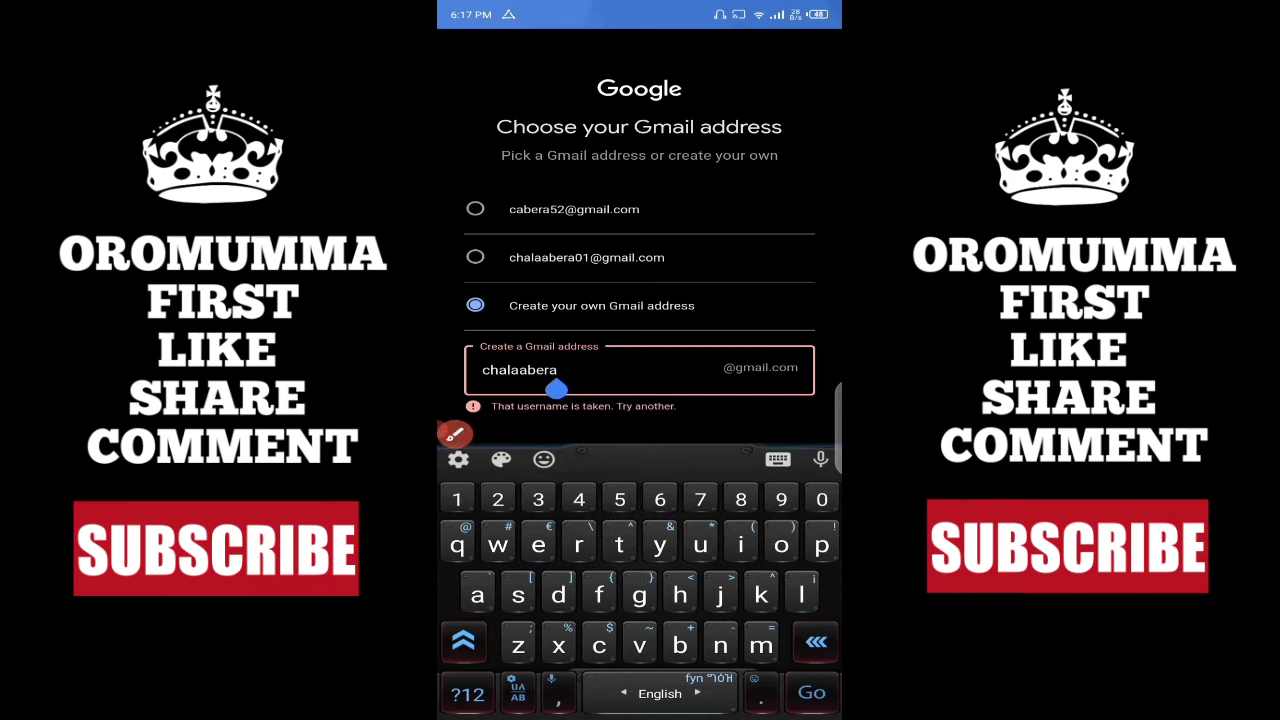 OROMUMMA
FIRST
LIKE
SHARE
COMMENT
SUBSCRIBE
6:17 PM
28
B/s
48
Google
Choose your Gmail address
Pick a Gmail address or create your own
cabera52@gmail.com
chalaabera01@gmail.com
Create your own Gmail address
Create a Gmail address
chalaabera @gmail.com
That username is taken. Try another.
1 2 3 4 5 6 7 8 9 0
@ # € \ ^ & * ( ) !
q w e r t y u i o p
[ ] { } < > ^ ¡
a s d f g h j k l
; % $ ~ + - =
z x c v b n m
?12 , English . Go
OROMUMMA
FIRST
LIKE
SHARE
COMMENT
SUBSCRIBE